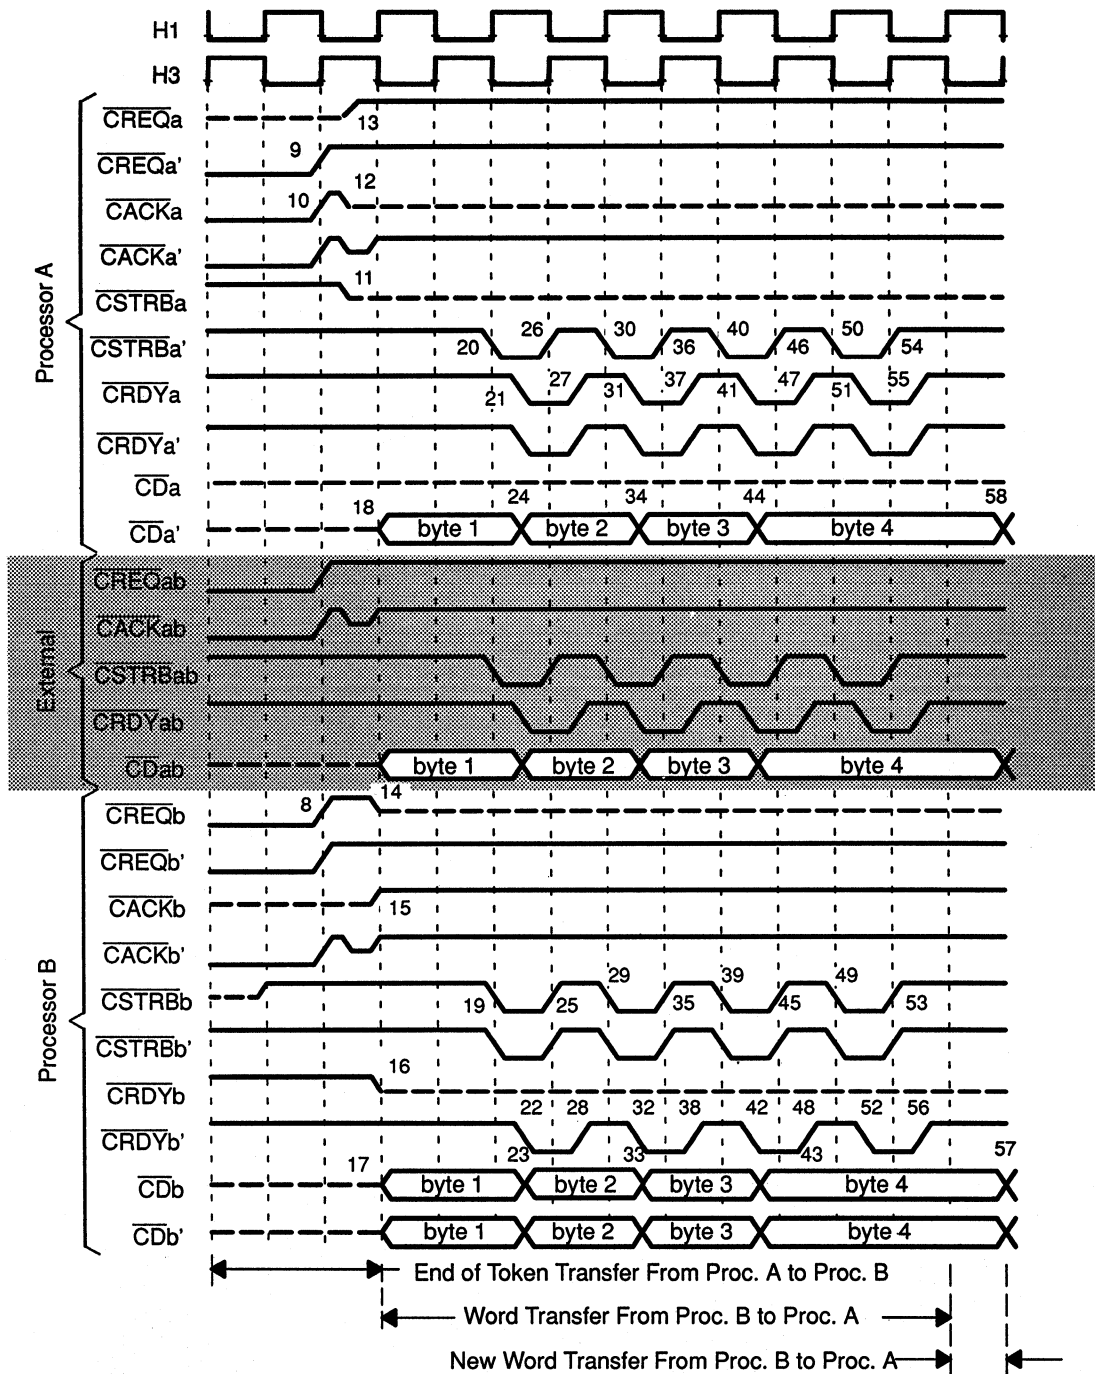 H1
H3
Processor A
CREQa
13
CREQa'
9
CACKa
10
12
CACKa'
CSTRBa
11
CSTRBa'
20 26 30 36 40 46 50 54
CRDYa
21 27 31 37 41 47 51 55
CRDYa'
CDa
24 34 44 58
CDa'
18
byte 1 byte 2 byte 3 byte 4
External
CREQab
CACKab
CSTRBab
CRDYab
CDab
byte 1 byte 2 byte 3 byte 4
Processor B
CREQb
8
14
CREQb'
CACKb
15
CACKb'
CSTRBb
19 25 29 35 39 45 49 53
CSTRBb'
CRDYb
16
22 28 32 38 42 48 52 56
CRDYb'
23 33 43 57
CDb
17
byte 1 byte 2 byte 3 byte 4
CDb'
byte 1 byte 2 byte 3 byte 4
End of Token Transfer From Proc. A to Proc. B
Word Transfer From Proc. B to Proc. A
New Word Transfer From Proc. B to Proc. A